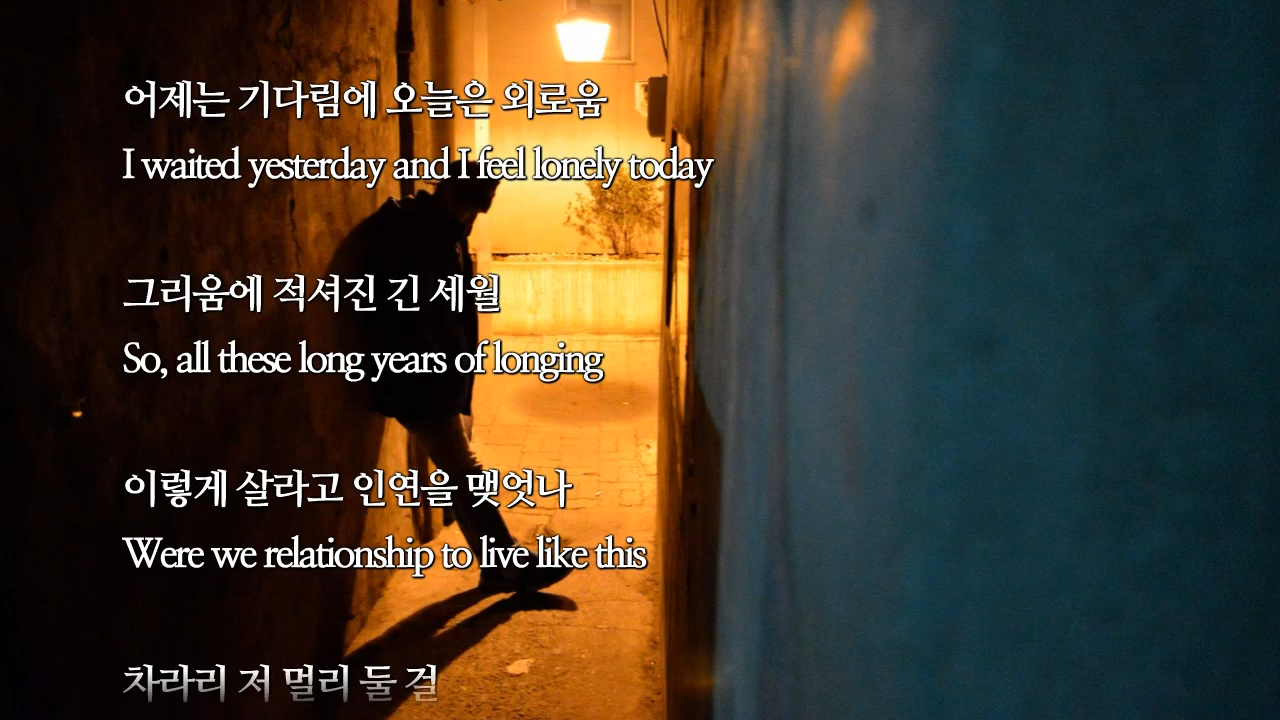 어제는 기다림에 오늘은 외로움
I waited yesterday and I feel lonely today
그리움에 적셔진 긴 세월
So, all these long years of longing
이렇게 살라고 인연을 맺엇나
Were we relationship to live like this
차라리 저 멀리 둘 걸